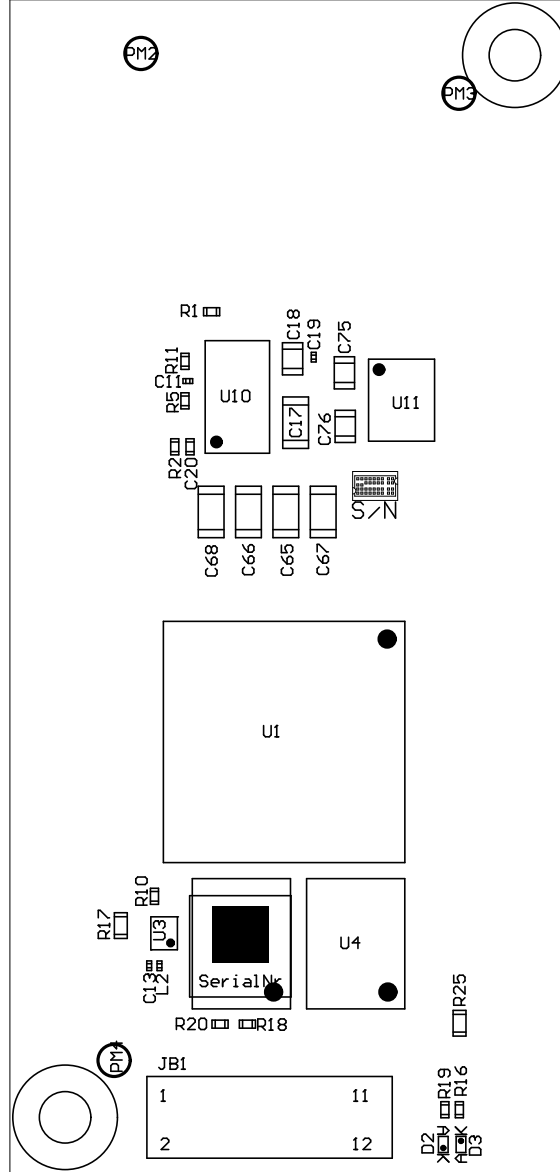 PM2
PM3
R1
C18
C19
C75
R11
C11
R5
U10
C17
C76
U11
R2
C20
S/N
C68
C66
C65
C67
U1
R10
R17
U3
U4
C13
L2
SerialNr
R20
R18
R25
PM4
JB1
1
11
2
12
R19
R16
D2
K
A
A
K
D3